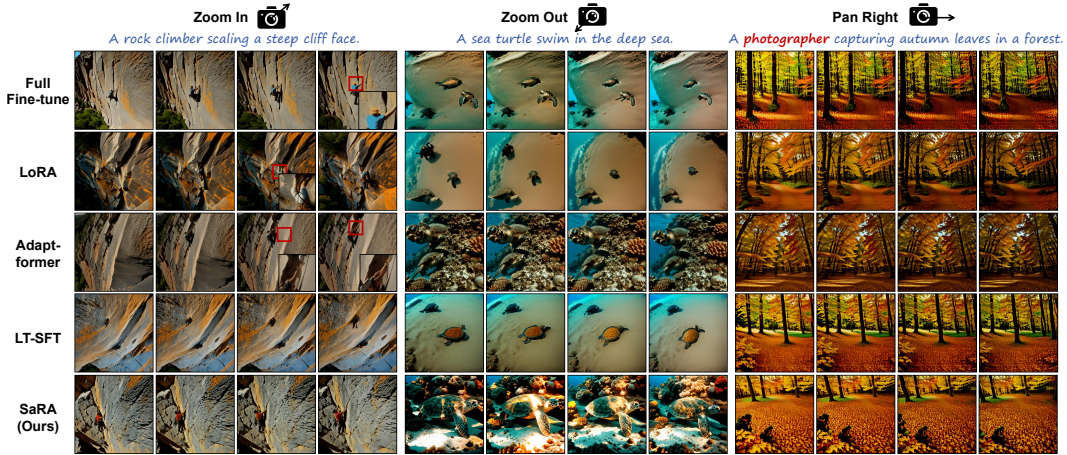 Zoom In
Zoom Out
Pan Right
A rock climber scaling a steep cliff face.
A sea turtle swim in the deep sea.
A photographer capturing autumn leaves in a forest.
Full
Fine-tune
LoRA
Adapt-
former
LT-SFT
SaRA
(Ours)